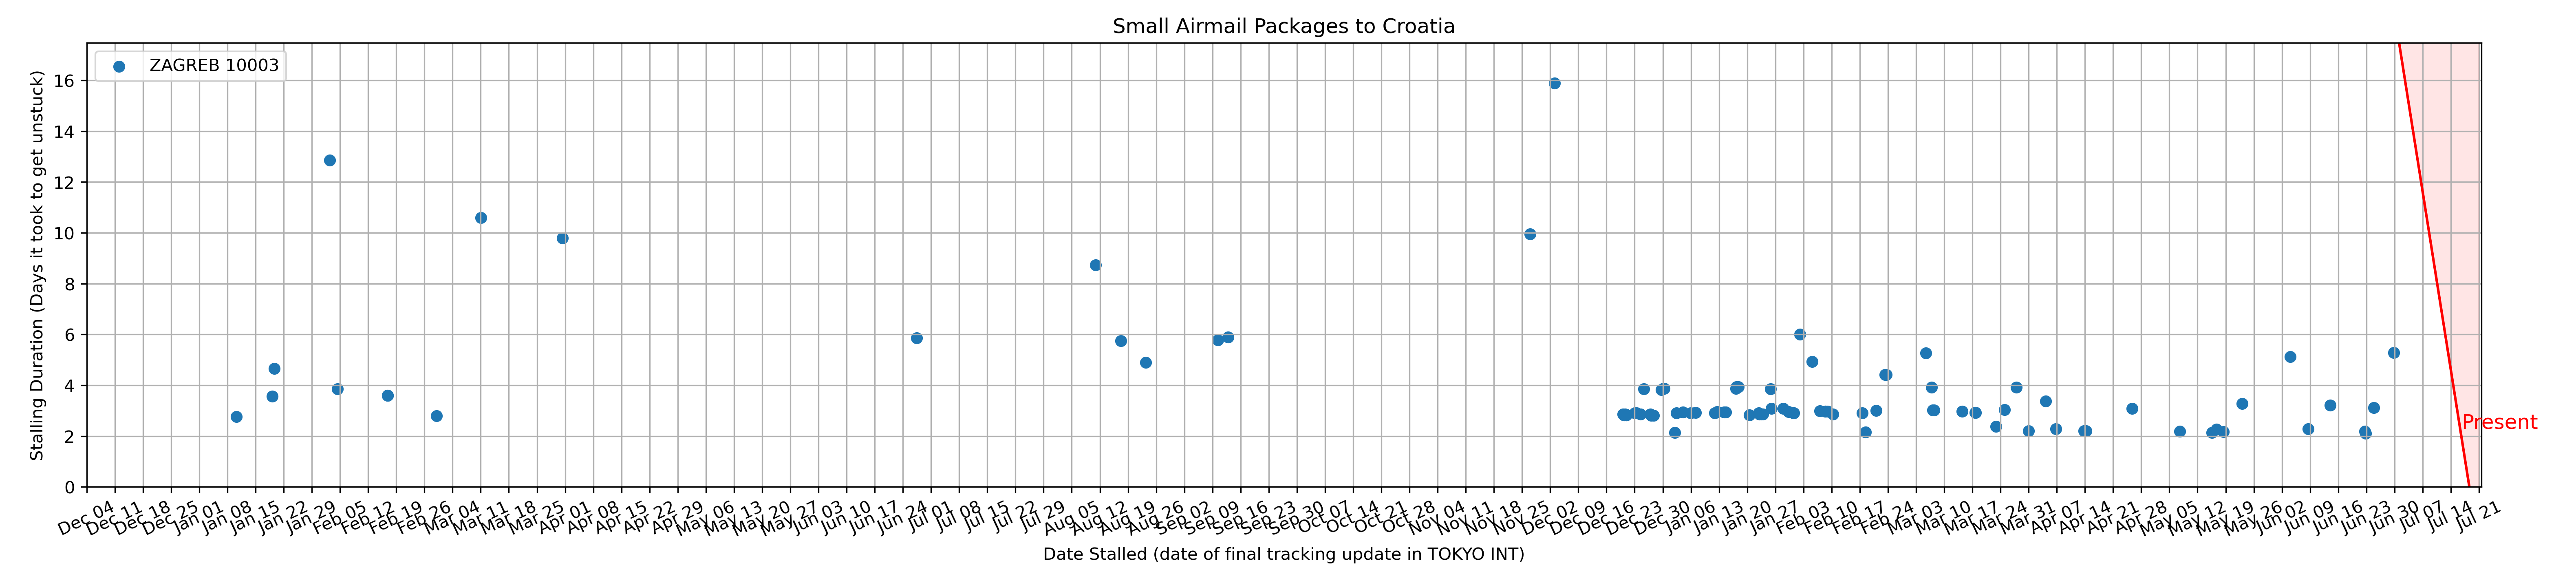 Small Airmail Packages to Croatia
ZAGREB 10003
Stalling Duration (Days it took to get unstuck)
16
14
12
10
8
6
4
2
0
Present
Dec 04
Dec 11
Dec 18
Dec 25
Jan 01
Jan 08
Jan 15
Jan 22
Jan 29
Feb 05
Feb 12
Feb 19
Feb 26
Mar 04
Mar 11
Mar 18
Mar 25
Apr 01
Apr 08
Apr 15
Apr 22
Apr 29
May 06
May 13
May 20
May 27
Jun 03
Jun 10
Jun 17
Jun 24
Jul 01
Jul 08
Jul 15
Jul 22
Jul 29
Aug 05
Aug 12
Aug 19
Aug 26
Sep 02
Sep 09
Sep 16
Sep 23
Sep 30
Oct 07
Oct 14
Oct 21
Oct 28
Nov 04
Nov 11
Nov 18
Nov 25
Dec 02
Dec 09
Dec 16
Dec 23
Dec 30
Jan 06
Jan 13
Jan 20
Jan 27
Feb 03
Feb 10
Feb 17
Feb 24
Mar 03
Mar 10
Mar 17
Mar 24
Mar 31
Apr 07
Apr 14
Apr 21
Apr 28
May 05
May 12
May 19
May 26
Jun 02
Jun 09
Jun 16
Jun 23
Jun 30
Jul 07
Jul 14
Jul 21
Date Stalled (date of final tracking update in TOKYO INT)